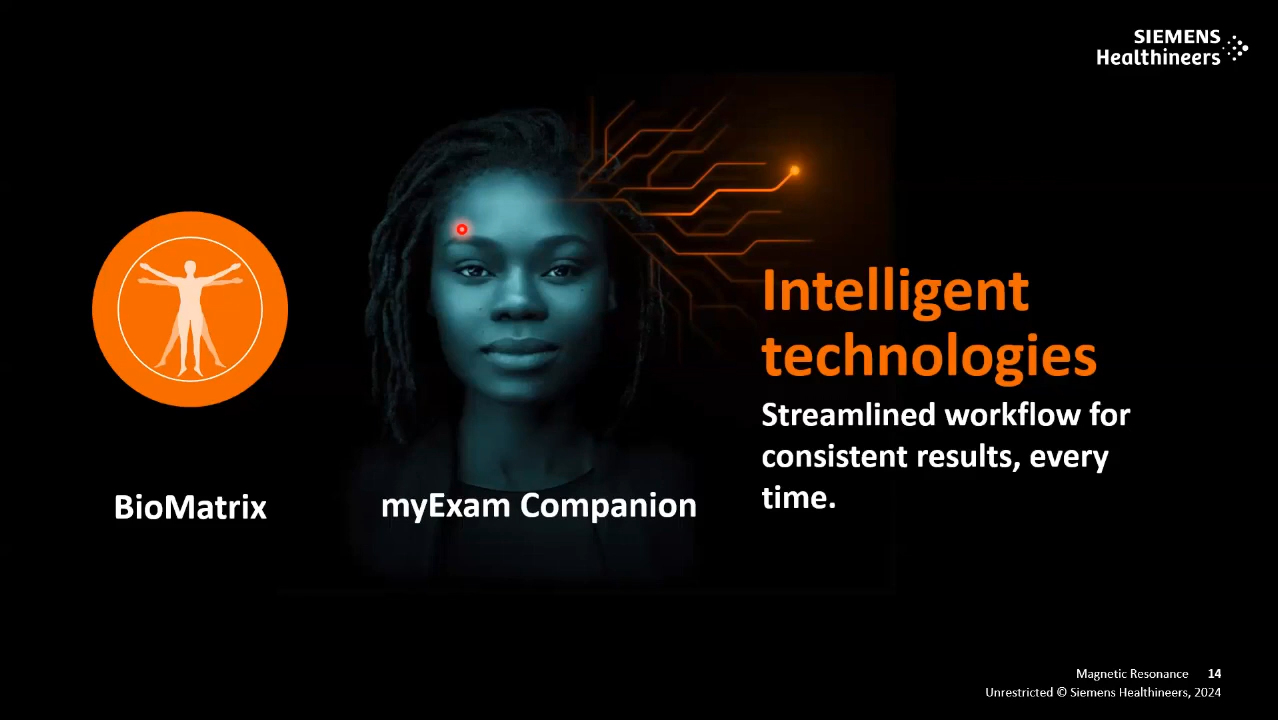 SIEMENS
Healthineers
Intelligent
technologies
Streamlined workflow for
consistent results, every
time.
BioMatrix
myExam Companion
Magnetic Resonance 14
Unrestricted © Siemens Healthineers, 2024